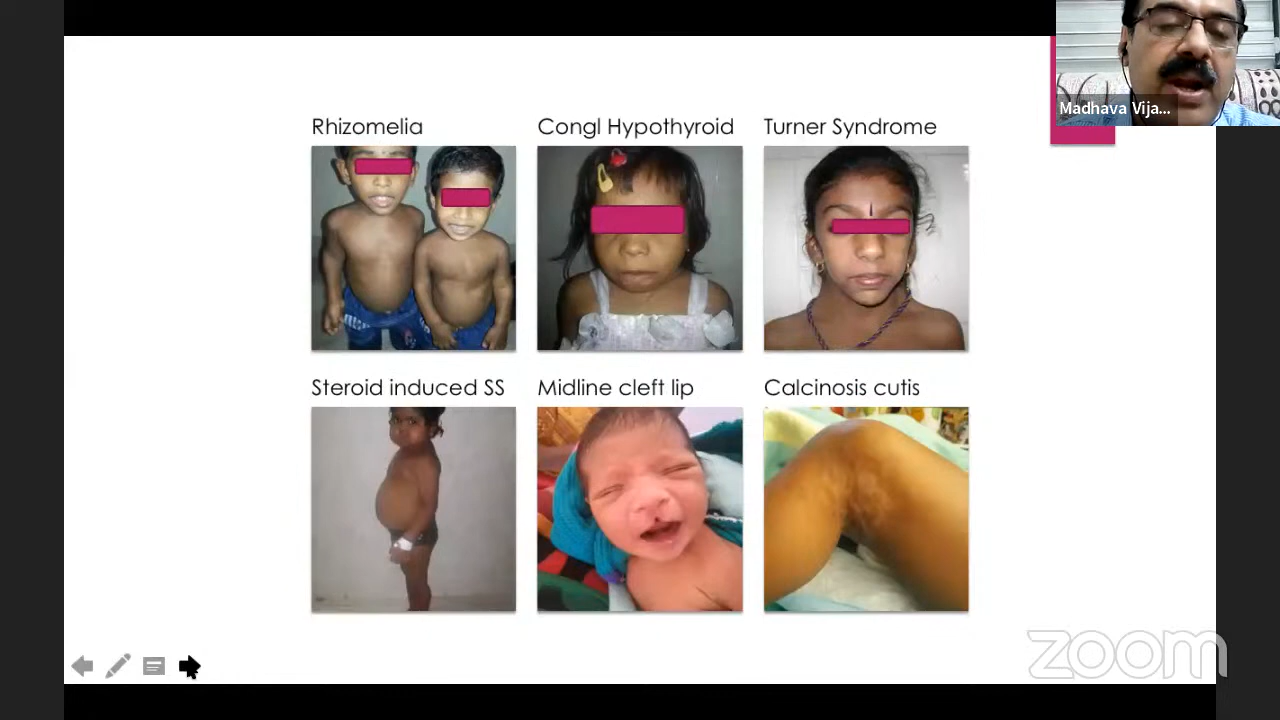 Madhava Vija...
Rhizomelia
Congl Hypothyroid
Turner Syndrome
Steroid induced SS
Midline cleft lip
Calcinosis cutis
zoom